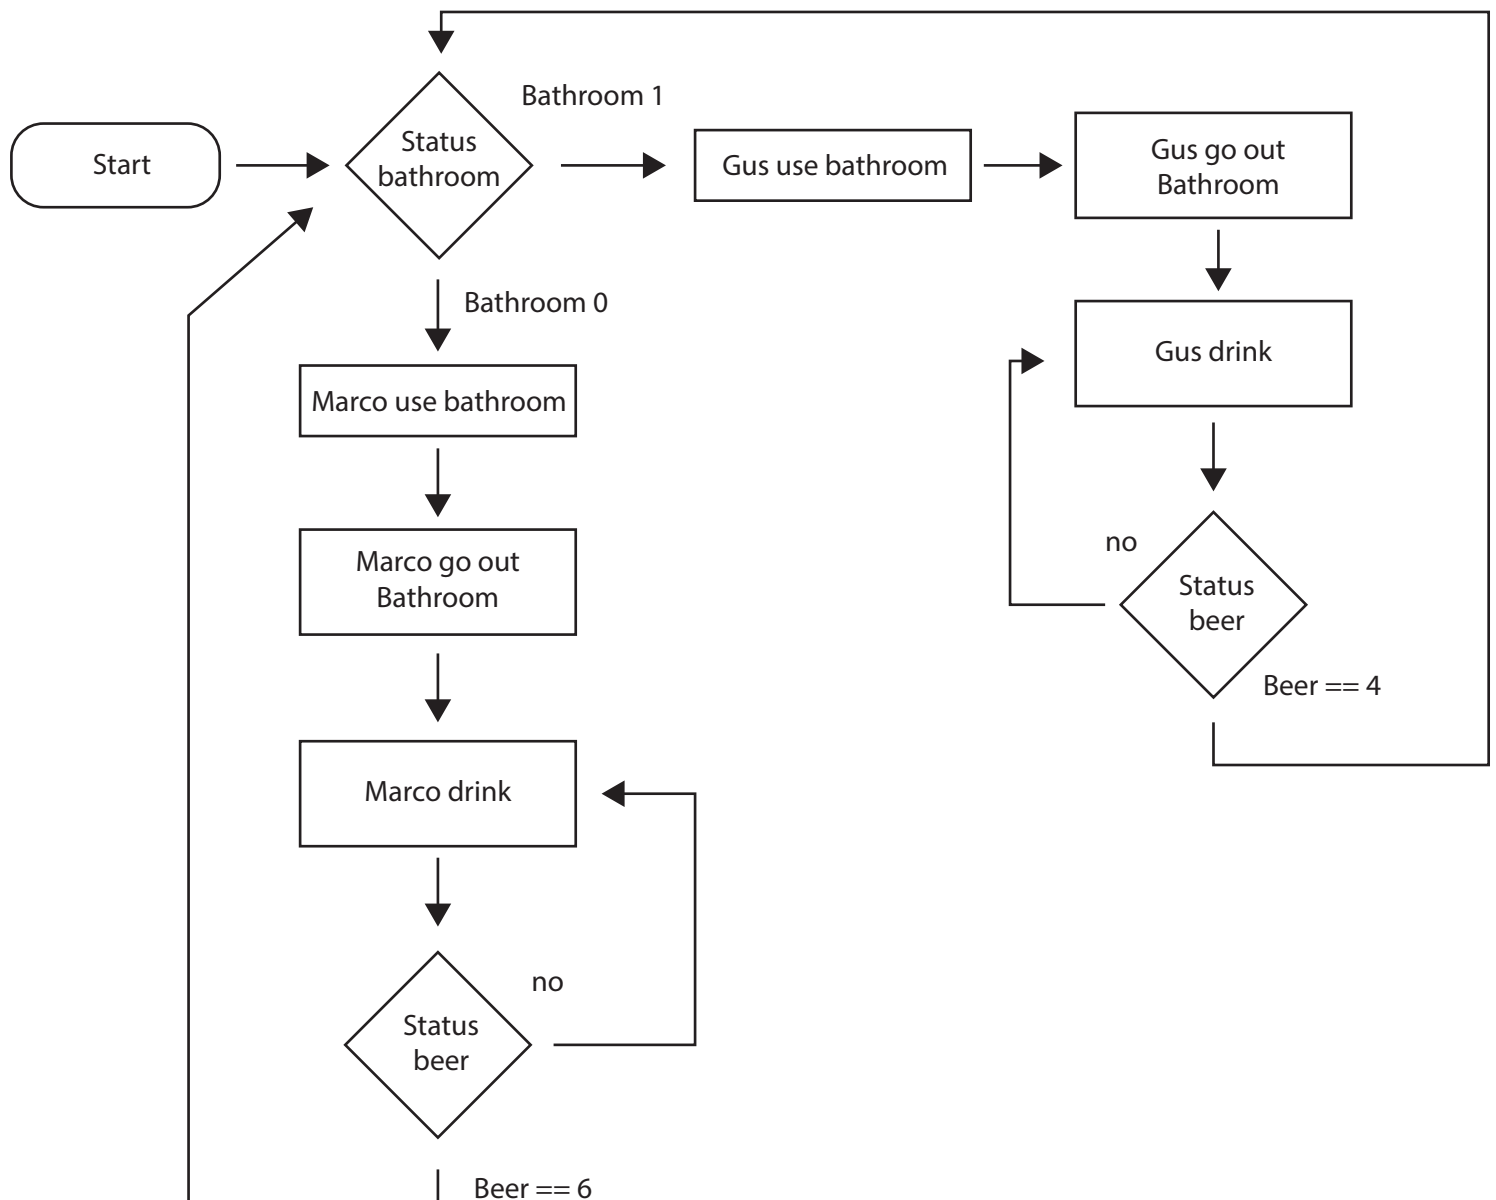 Start
Status
bathroom
Bathroom 1
Gus use bathroom
Gus go out
Bathroom
Gus drink
no
Status
beer
Beer == 4
Bathroom 0
Marco use bathroom
Marco go out
Bathroom
Marco drink
no
Status
beer
Beer == 6